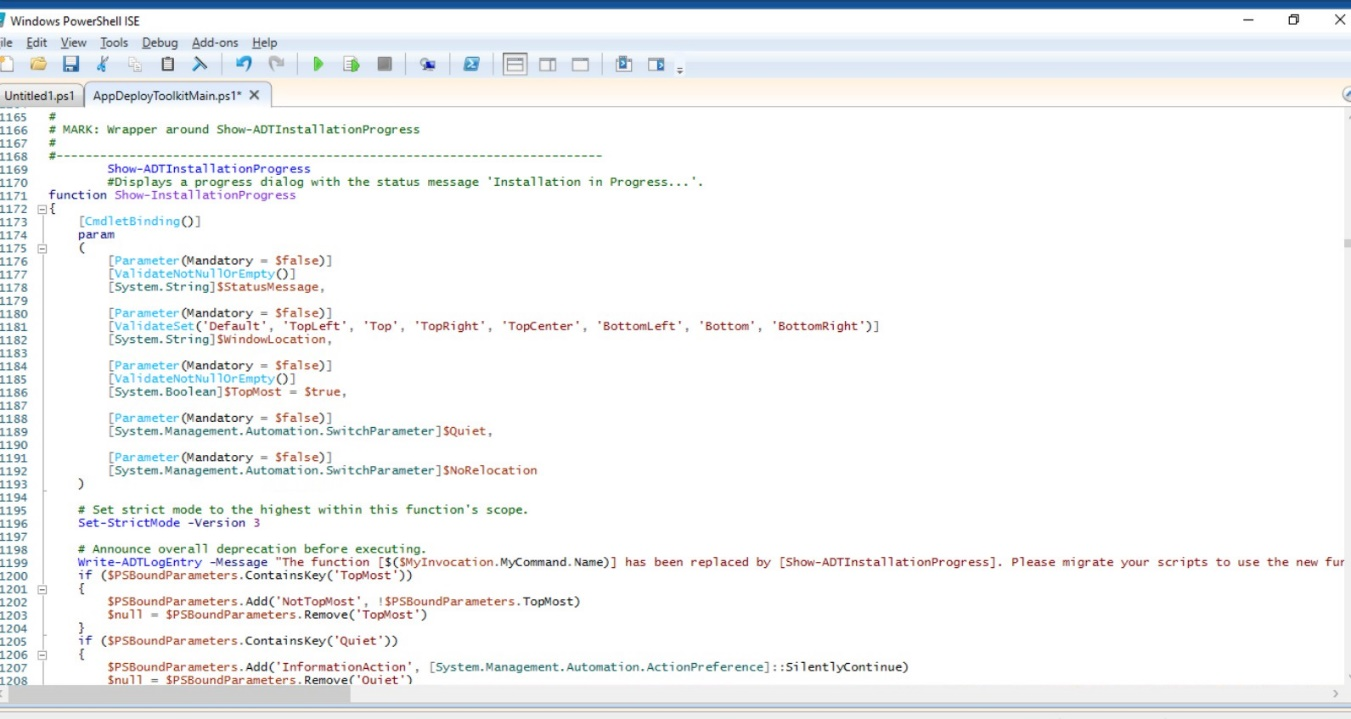 Windows PowerShell ISE
ile Edit View Tools Debug Add-ons Help
Untitled1.ps1 AppDeployToolkitMain.ps1* X
1165 #
1166 # MARK: Wrapper around Show-ADTInstallationProgress
1167 #
1168 #---------------------------------------------------------------------------
1169 Show-ADTInstallationProgress
1170 #Displays a progress dialog with the status message 'Installation in Progress...'.
1171 function Show-InstallationProgress
1172 {
1173 [CmdletBinding()]
1174 param
1175 (
1176 [Parameter(Mandatory = $false)]
1177 [ValidateNotNullOrEmpty()]
1178 [System.String]$StatusMessage,
1179
1180 [Parameter(Mandatory = $false)]
1181 [ValidateSet('Default', 'TopLeft', 'Top', 'TopRight', 'TopCenter', 'BottomLeft', 'Bottom', 'BottomRight')]
1182 [System.String]$WindowLocation,
1183
1184 [Parameter(Mandatory = $false)]
1185 [ValidateNotNullOrEmpty()]
1186 [System.Boolean]$TopMost = $true,
1187
1188 [Parameter(Mandatory = $false)]
1189 [System.Management.Automation.SwitchParameter]$Quiet,
1190
1191 [Parameter(Mandatory = $false)]
1192 [System.Management.Automation.SwitchParameter]$NoRelocation
1193 )
1194
1195 # Set strict mode to the highest within this function's scope.
1196 Set-StrictMode -Version 3
1197
1198 # Announce overall deprecation before executing.
1199 Write-ADTLogEntry -Message "The function [$($MyInvocation.MyCommand.Name)] has been replaced by [Show-ADTInstallationProgress]. Please migrate your scripts to use the new fur
1200 if ($PSBoundParameters.ContainsKey('TopMost'))
1201 {
1202 $PSBoundParameters.Add('NotTopMost', !$PSBoundParameters.TopMost)
1203 $null = $PSBoundParameters.Remove('TopMost')
1204 }
1205 if ($PSBoundParameters.ContainsKey('Quiet'))
1206 {
1207 $PSBoundParameters.Add('InformationAction', [System.Management.Automation.ActionPreference]::SilentlyContinue)
1208 $null = $PSBoundParameters.Remove('Quiet')